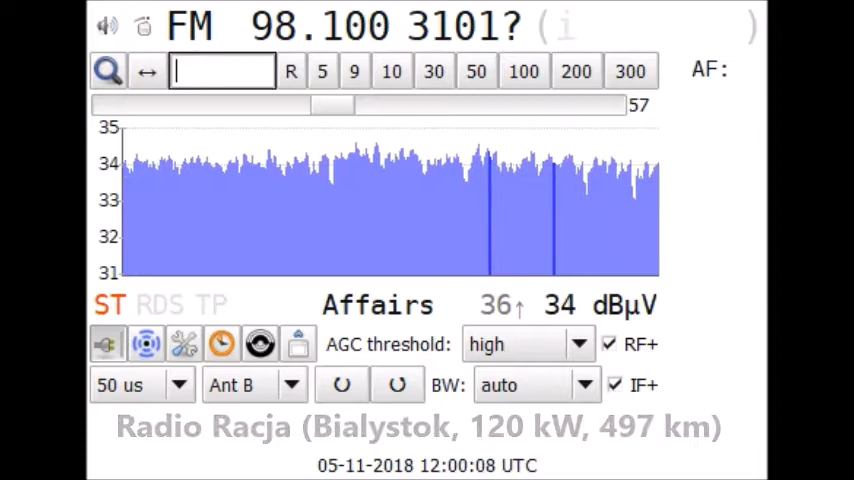 FM 98.100 3101? ( i )
R 5 9 10 30 50 100 200 300 AF:
57
35
34
33
32
31
ST RDS TP Affairs 36↑ 34 dBµV
AGC threshold: high RF+
50 us Ant B BW: auto IF+
Radio Racja (Bialystok, 120 kW, 497 km)
05-11-2018 12:00:08 UTC